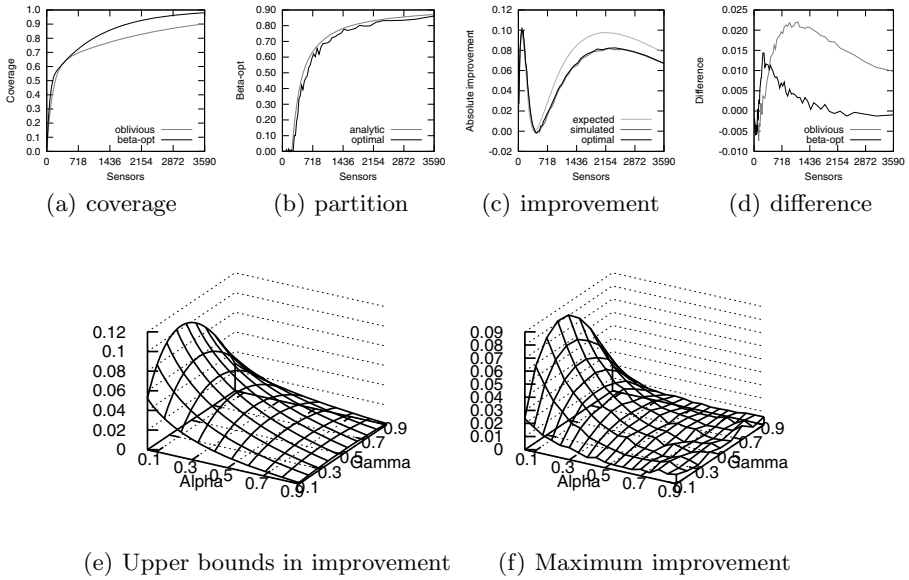 1.0
0.9
0.8
0.7
0.6
0.5
0.4
0.3
0.2
0.1
0.0
Coverage
oblivious
beta-opt
0 718 1436 2154 2872 3590
Sensors
(a) coverage
0.90
0.80
0.70
0.60
0.50
0.40
0.30
0.20
0.10
0.00
Beta-opt
analytic
optimal
0 718 1436 2154 2872 3590
Sensors
(b) partition
0.12
0.10
0.08
0.06
0.04
0.02
0.00
-0.02
Absolute improvement
expected
simulated
optimal
0 718 1436 2154 2872 3590
Sensors
(c) improvement
0.025
0.020
0.015
0.010
0.005
0.000
-0.005
-0.010
Difference
oblivious
beta-opt
0 718 1436 2154 2872 3590
Sensors
(d) difference
0.12
0.1
0.08
0.06
0.04
0.02
0
0.1 0.3 0.5 0.7 0.9
Alpha
0.1 0.3 0.5 0.7 0.9
Gamma
(e) Upper bounds in improvement
0.09
0.08
0.07
0.06
0.05
0.04
0.03
0.02
0.01
0
0.1 0.3 0.5 0.7 0.9
Alpha
0.1 0.3 0.5 0.7 0.9
Gamma
(f) Maximum improvement